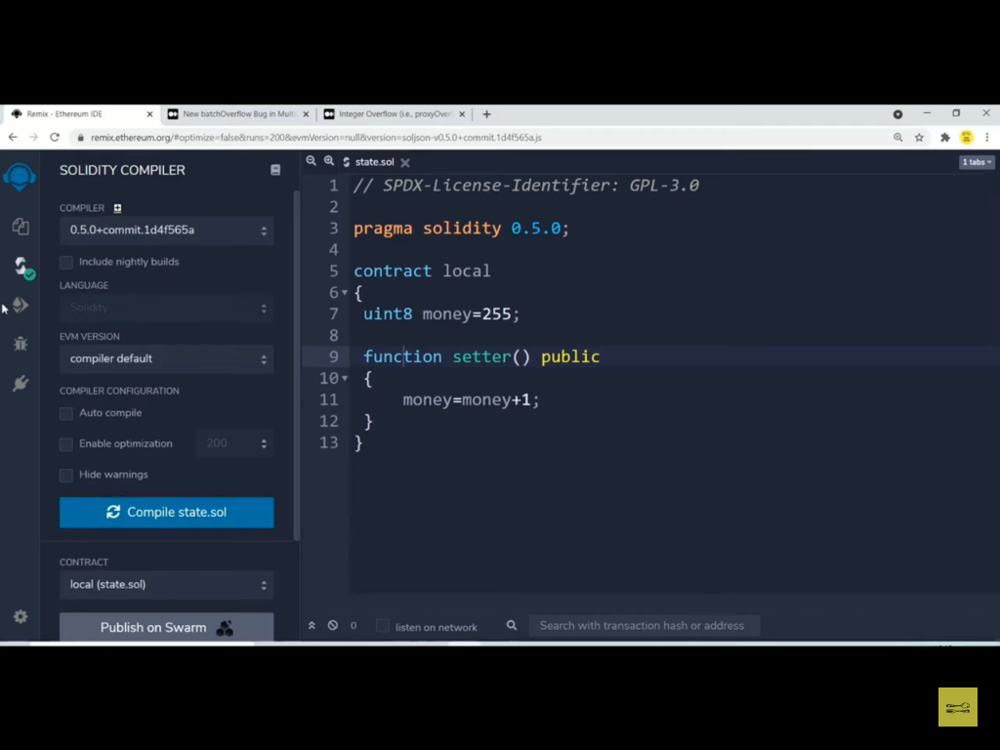 Remix - Ethereum IDE
New batchOverflow Bug in Mult
Integer Overflow (i.e., proxyOver
remix.ethereum.org/#optimize=false&runs=200&evmVersion=null&version=soljson-v0.5.0+commit.1d4f565a.js
SOLIDITY COMPILER
COMPILER
0.5.0+commit.1d4f565a
Include nightly builds
LANGUAGE
Solidity
EVM VERSION
compiler default
COMPILER CONFIGURATION
Auto compile
Enable optimization 200
Hide warnings
Compile state.sol
CONTRACT
local (state.sol)
Publish on Swarm
state.sol
1 tabs
1 // SPDX-License-Identifier: GPL-3.0
2
3 pragma solidity 0.5.0;
4
5 contract local
6 {
7 uint8 money=255;
8
9 function setter() public
10 {
11 money=money+1;
12 }
13 }
0 listen on network Search with transaction hash or address